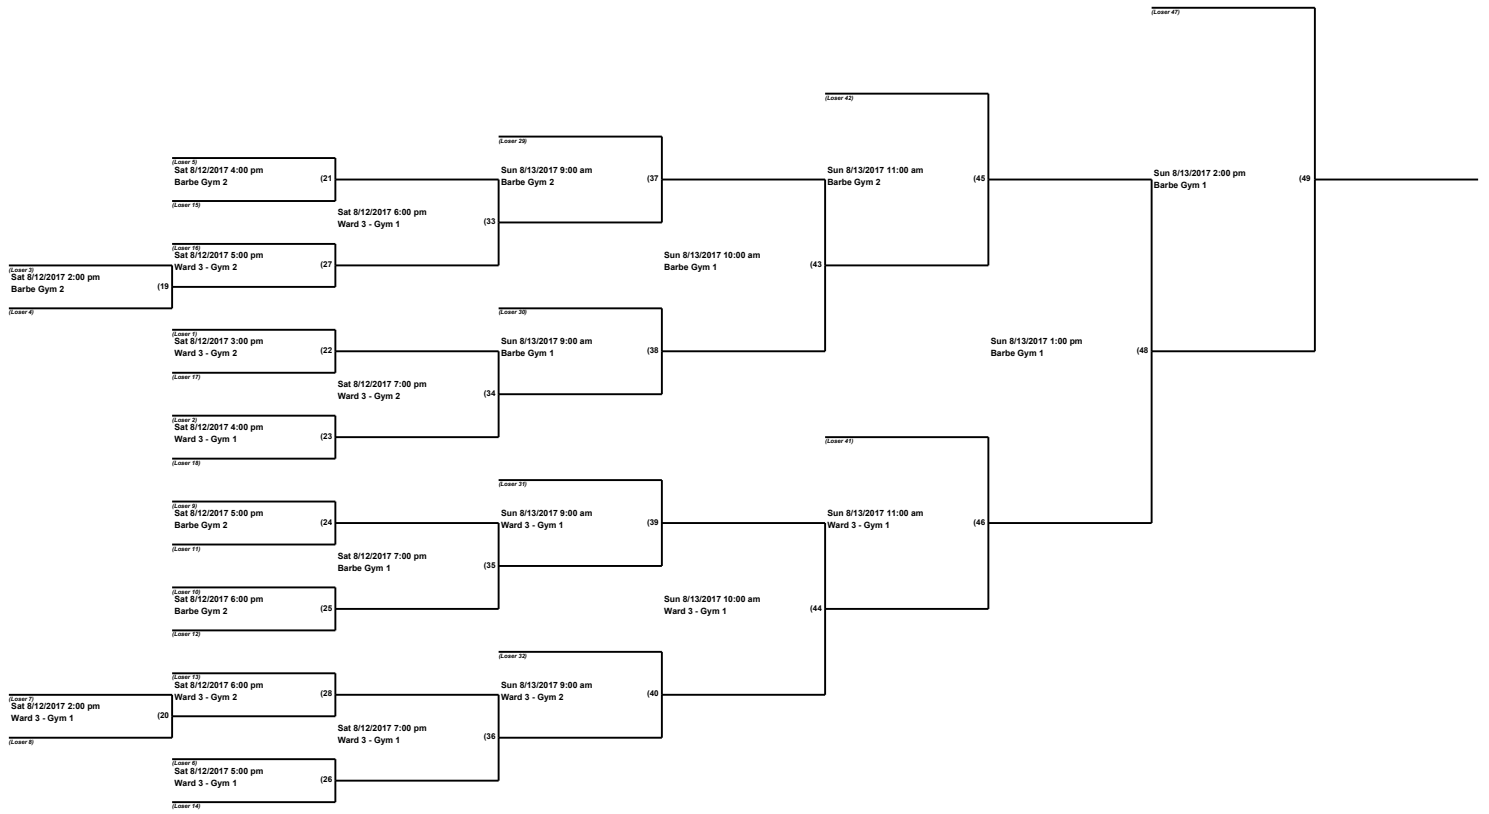 (Loser 47)
(Loser 42)
(Loser 29)
(Loser 5)
Sat 8/12/2017 4:00 pm
Barbe Gym 2
(21
(Loser 15)
Sun 8/13/2017 9:00 am
Barbe Gym 2
(37
Sun 8/13/2017 11:00 am
Barbe Gym 2
(45
Sun 8/13/2017 2:00 pm
Barbe Gym 1
(49
Sat 8/12/2017 6:00 pm
Ward 3 - Gym 1
(33
(Loser 16)
Sat 8/12/2017 5:00 pm
Ward 3 - Gym 2
(27
Sun 8/13/2017 10:00 am
Barbe Gym 1
(43
(Loser 3)
Sat 8/12/2017 2:00 pm
Barbe Gym 2
(19
(Loser 4)
(Loser 30)
(Loser 1)
Sat 8/12/2017 3:00 pm
Ward 3 - Gym 2
(22
(Loser 17)
Sun 8/13/2017 9:00 am
Barbe Gym 1
(38
Sun 8/13/2017 1:00 pm
Barbe Gym 1
(48
Sat 8/12/2017 7:00 pm
Ward 3 - Gym 2
(34
(Loser 2)
Sat 8/12/2017 4:00 pm
Ward 3 - Gym 1
(23
(Loser 18)
(Loser 41)
(Loser 31)
(Loser 9)
Sat 8/12/2017 5:00 pm
Barbe Gym 2
(24
(Loser 11)
Sun 8/13/2017 9:00 am
Ward 3 - Gym 1
(39
Sun 8/13/2017 11:00 am
Ward 3 - Gym 1
(46
Sat 8/12/2017 7:00 pm
Barbe Gym 1
(35
(Loser 10)
Sat 8/12/2017 6:00 pm
Barbe Gym 2
(25
(Loser 12)
Sun 8/13/2017 10:00 am
Ward 3 - Gym 1
(44
(Loser 32)
(Loser 13)
Sat 8/12/2017 6:00 pm
Ward 3 - Gym 2
(28
Sun 8/13/2017 9:00 am
Ward 3 - Gym 2
(40
(Loser 7)
Sat 8/12/2017 2:00 pm
Ward 3 - Gym 1
(20
(Loser 8)
Sat 8/12/2017 7:00 pm
Ward 3 - Gym 1
(36
(Loser 6)
Sat 8/12/2017 5:00 pm
Ward 3 - Gym 1
(26
(Loser 14)